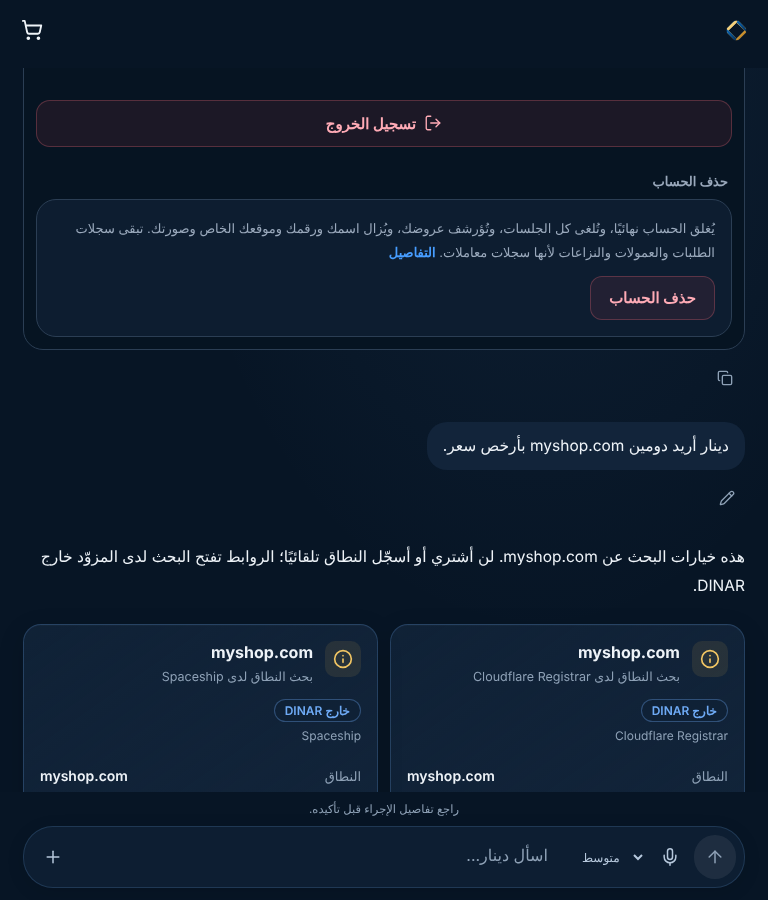 تسجيل الخروج
حذف الحساب
يُغلق الحساب نهائيًا، وتُلغى كل الجلسات، وتُؤرشف عروضك، ويُزال اسمك ورقمك وموقعك الخاص وصورتك. تبقى سجلات
الطلبات والعمولات والنزاعات لأنها سجلات معاملات. التفاصيل
حذف الحساب
دينار أريد دومين myshop.com بأرخص سعر.
هذه خيارات البحث عن myshop.com. لن أشتري أو أسجّل النطاق تلقائيًا؛ الروابط تفتح البحث لدى المزوّد خارج
DINAR.
myshop.com
بحث النطاق لدى Cloudflare Registrar
خارج DINAR
Cloudflare Registrar
النطاق myshop.com
myshop.com
بحث النطاق لدى Spaceship
خارج DINAR
Spaceship
النطاق myshop.com
راجع تفاصيل الإجراء قبل تأكيده.
اسأل دينار...
متوسط